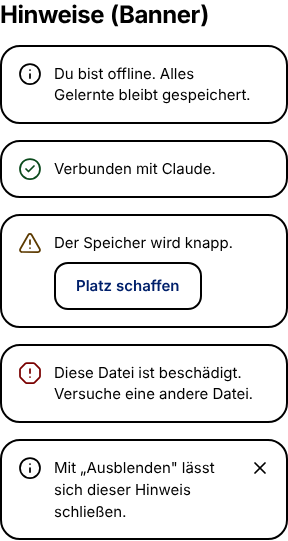 Hinweise (Banner)
Du bist offline. Alles
Gelernte bleibt gespeichert.
Verbunden mit Claude.
Der Speicher wird knapp.
Platz schaffen
Diese Datei ist beschädigt.
Versuche eine andere Datei.
Mit „Ausblenden" lässt
sich dieser Hinweis
schließen.